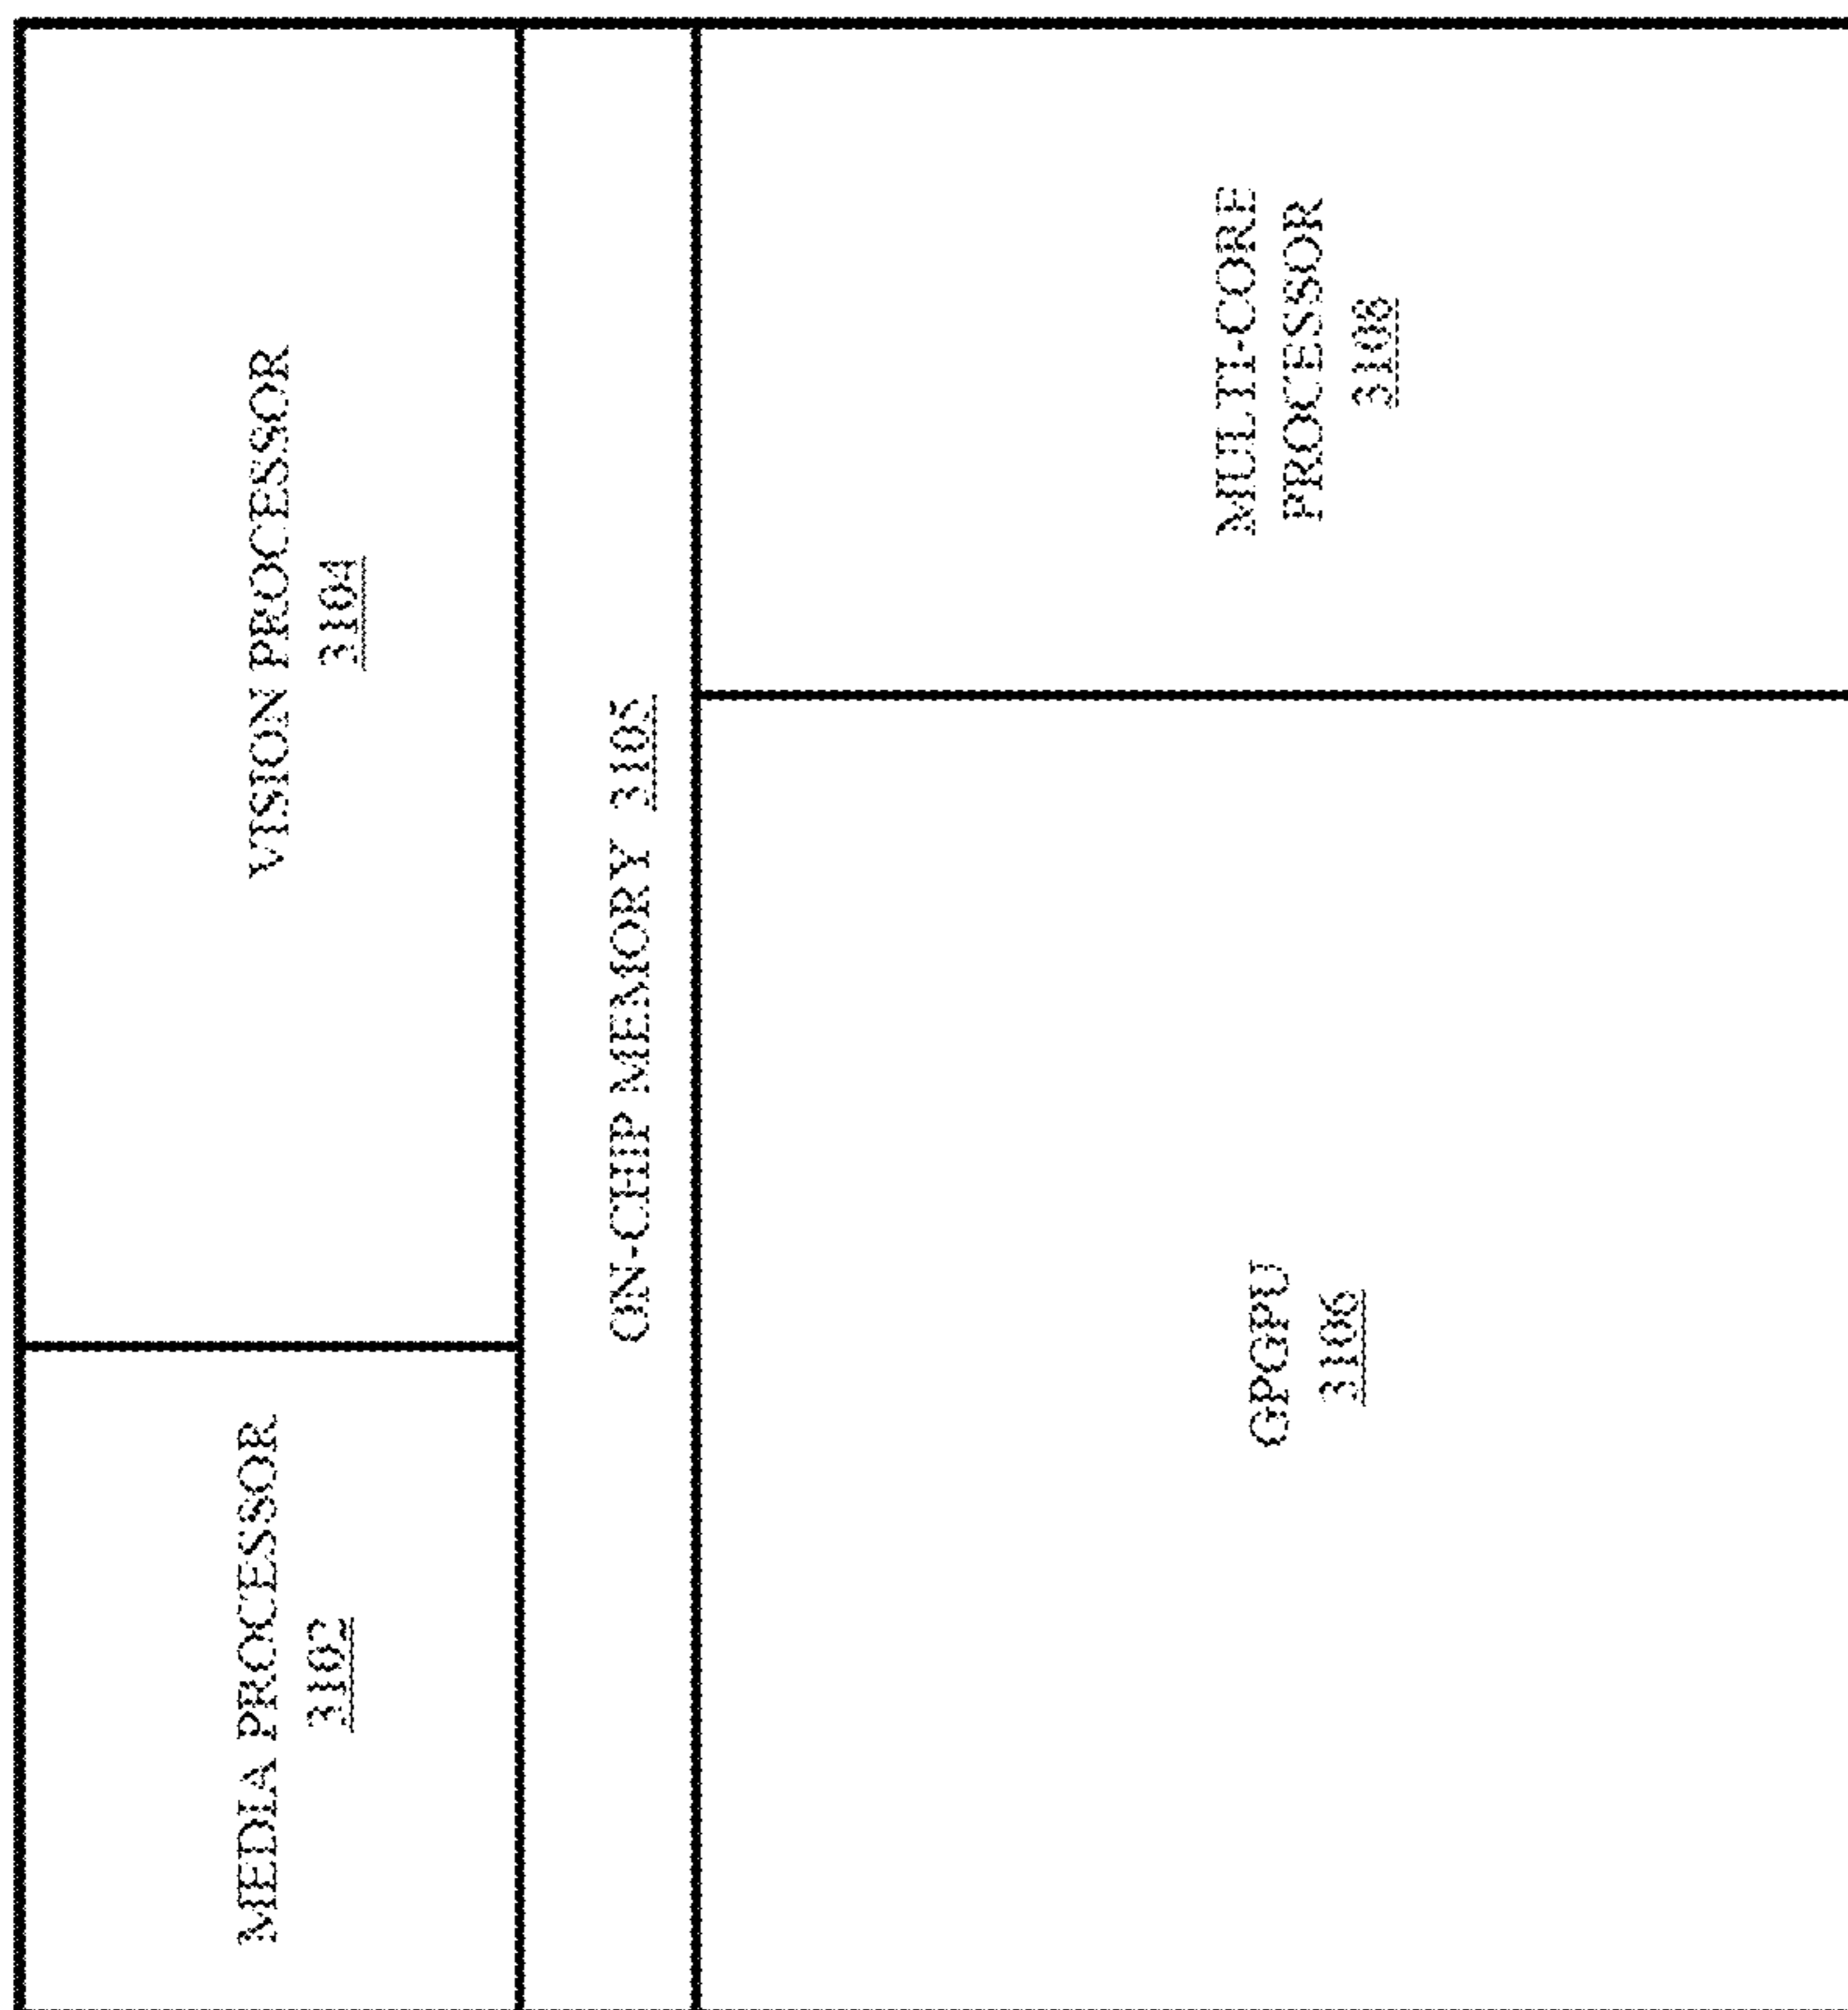 MEDIA PROCESSOR
3102
VISION PROCESSOR
3104
ON-CHIP MEMORY 3105
GPGPU
3106
MULTI-CORE
PROCESSOR
3108